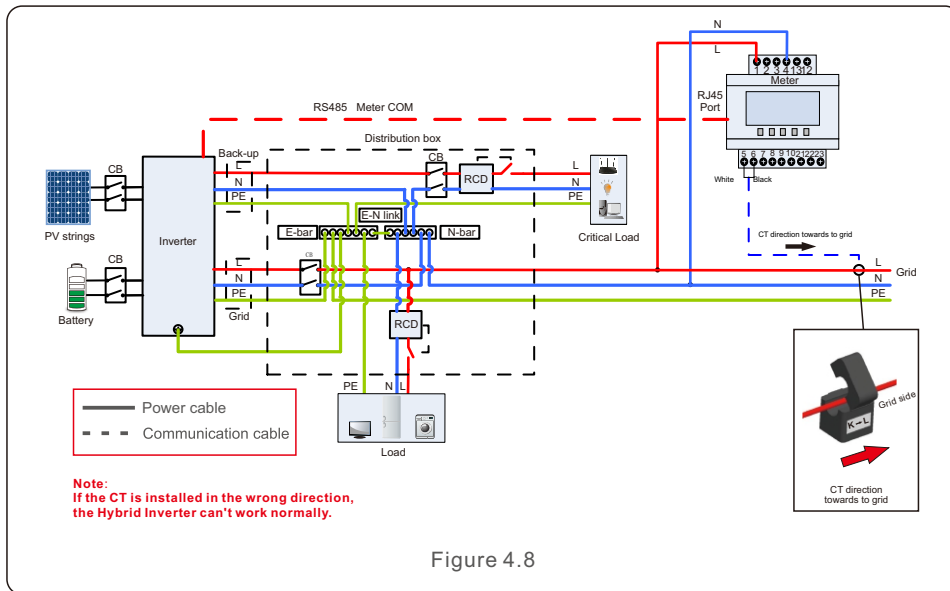 N
L
1 2 3 4 13 12
Meter
RJ45
Port
RS485 Meter COM
Distribution box
5 6 7 8 9 10 21 22 23
White
Black
CT direction towards to grid
Back-up
L
N
PE
CB
RCD
L
N
PE
Critical Load
CB
PV strings
Inverter
E-N link
E-bar
N-bar
CB
Battery
L
N
PE
Grid
CB
L
N
PE
Grid
RCD
PE
N
L
Load
Grid side
K-L
CT direction
towards to grid
Power cable
Communication cable
Note:
If the CT is installed in the wrong direction,
the Hybrid Inverter can't work normally.
Figure 4.8